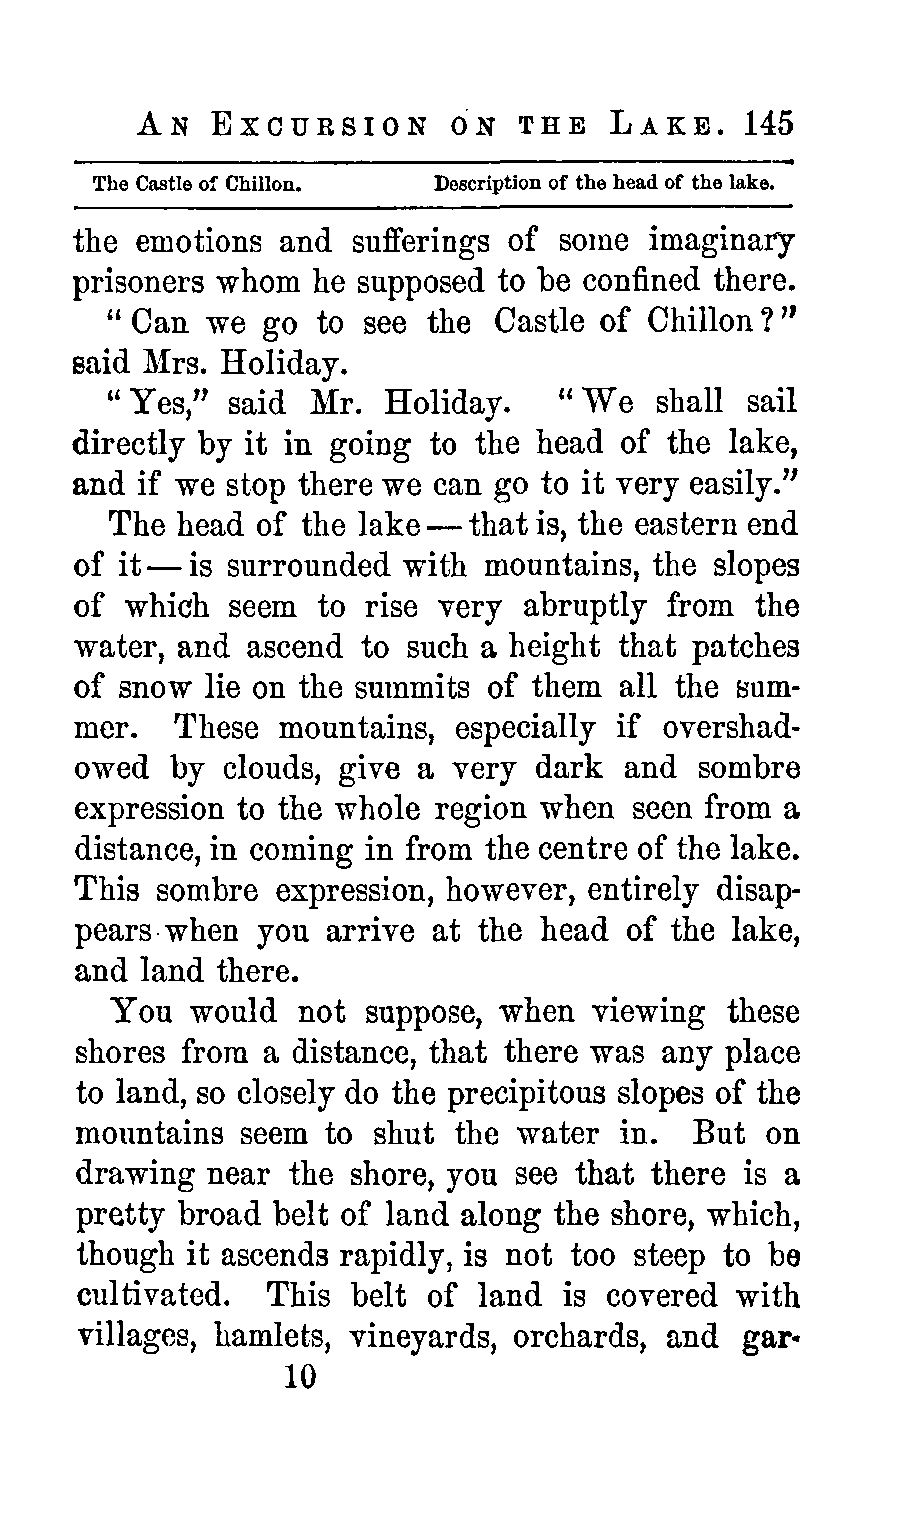 An Excursion on the Lake. 145
The Castle of Chillon. Description of the head of the lake.
the emotions and sufferings of some imaginary
prisoners whom he supposed to be confined there.
“Can we go to see the Castle of Chillon?”
said Mrs. Holiday.
“Yes,” said Mr. Holiday. “We shall sail
directly by it in going to the head of the lake,
and if we stop there we can go to it very easily.”
The head of the lake—that is, the eastern end
of it—is surrounded with mountains, the slopes
of which seem to rise very abruptly from the
water, and ascend to such a height that patches
of snow lie on the summits of them all the sum-
mer. These mountains, especially if overshad-
owed by clouds, give a very dark and sombre
expression to the whole region when seen from a
distance, in coming in from the centre of the lake.
This sombre expression, however, entirely disap-
pears when you arrive at the head of the lake,
and land there.
You would not suppose, when viewing these
shores from a distance, that there was any place
to land, so closely do the precipitous slopes of the
mountains seem to shut the water in. But on
drawing near the shore, you see that there is a
pretty broad belt of land along the shore, which,
though it ascends rapidly, is not too steep to be
cultivated. This belt of land is covered with
villages, hamlets, vineyards, orchards, and gar-
10